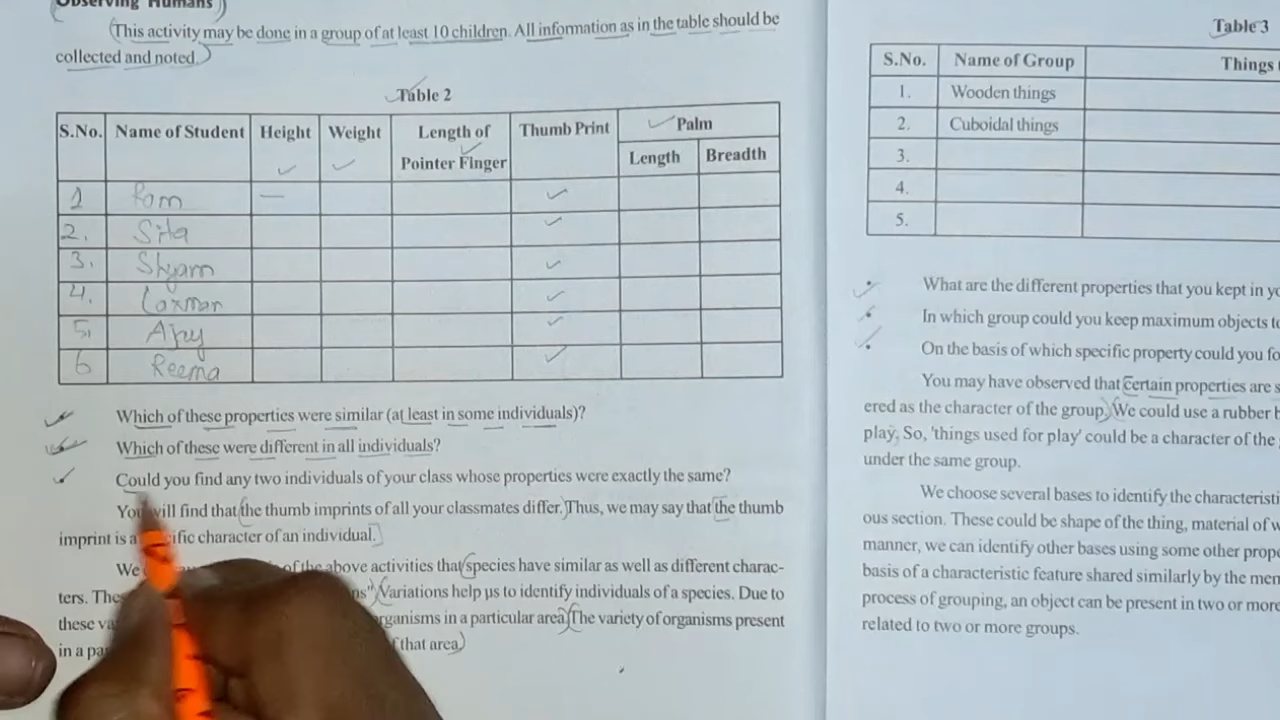 Observing Humans
This activity may be done in a group of at least 10 children. All information as in the table should be
collected and noted.
Table 2
S.No. Name of Student Height Weight Length of Pointer Finger Thumb Print Palm
Length Breadth
1 Ram
2. Sita
3. Shyam
4. Laxman
5. Ajay
6 Reema
Which of these properties were similar (at least in some individuals)?
Which of these were different in all individuals?
Could you find any two individuals of your class whose properties were exactly the same?
You will find that the thumb imprints of all your classmates differ. Thus, we may say that the thumb
imprint is a character of an individual.
We of the above activities that species have similar as well as different charac-
ters. Variations help us to identify individuals of a species. Due to
these organisms in a particular area. The variety of organisms present
in a that area
Table 3
S.No. Name of Group Things
1. Wooden things
2. Cuboidal things
3.
4.
5.
What are the different properties that you kept in
In which group could you keep maximum objects
On the basis of which specific property could you
You may have observed that certain properties are
ered as the character of the group. We could use a rubber
play. So, 'things used for play' could be a character of the
under the same group.
We choose several bases to identify the
ous section. These could be shape of the thing, material of
manner, we can identify other bases using some other
basis of a characteristic feature shared similarly by the
process of grouping, an object can be present in two or more
related to two or more groups.